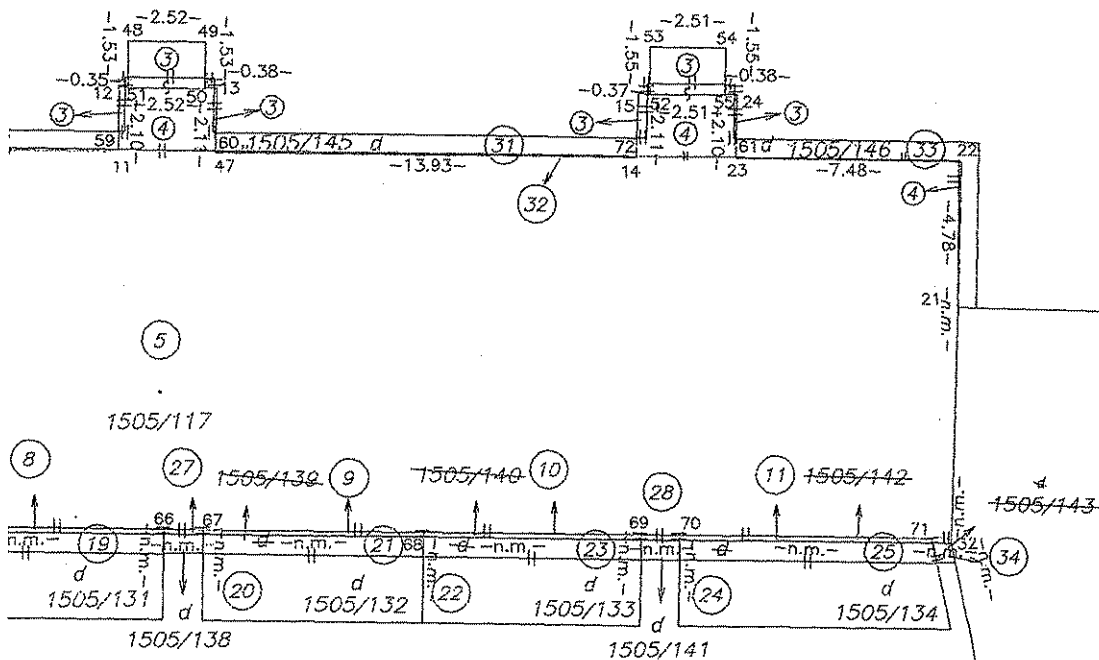 48 -2.52- 49
-1.53- -1.53-
3
-0.35- -0.38-
12 51 -2.52 50 13
3 3
-2.10- 4 -2.11-
59 60 1505/145 d 31 72
11 47 -13.93- 14
32
-2.51-
53 54
-1.55- -1.55-
3
-0.37- -0.38-
15 52 -2.51- 55 24
3 3
-2.11- 4 -2.10-
61 d 1505/146 33 22
23 -7.48-
4
-4.78-
21 -n.m.-
5
1505/117
8 27 1505/139 9 1505/140 10 28 11 1505/142 d
1505/143
66 67 68 69 70 71
-n.m.- 19 -n.m.- d -n.m.- 21 d -n.m.- 23 n.m.- d -n.m.- 25
-n.m.- -n.m.- -n.m.- -n.m.- -n.m.- -n.m.- -n.m.-
34
d d d d
1505/131 20 1505/132 22 1505/133 24 1505/134
d d
1505/138 1505/141